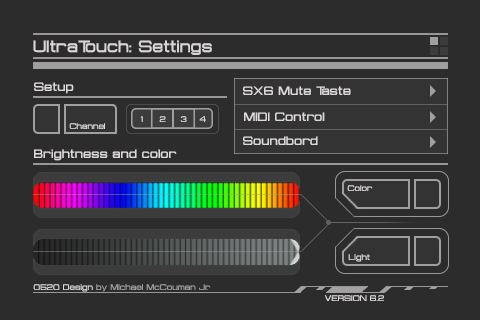 UltraTouch: Settings
Setup
SX6 Mute Taste
Channel
1 2 3 4
MIDI Control
Soundbord
Brightness and color
Color
Light
0620 Design by Michael McCouman Jr
VERSION 6.2